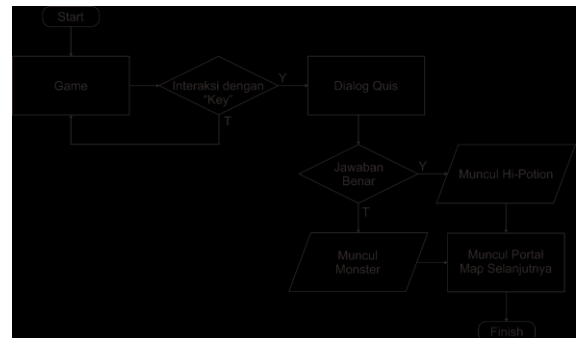 Start
Game
Interaksi dengan
"Key"
Y
T
Dialog Quis
Jawaban
Benar
Y
T
Muncul Hi-Potion
Muncul
Monster
Muncul Portal
Map Selanjutnya
Finish